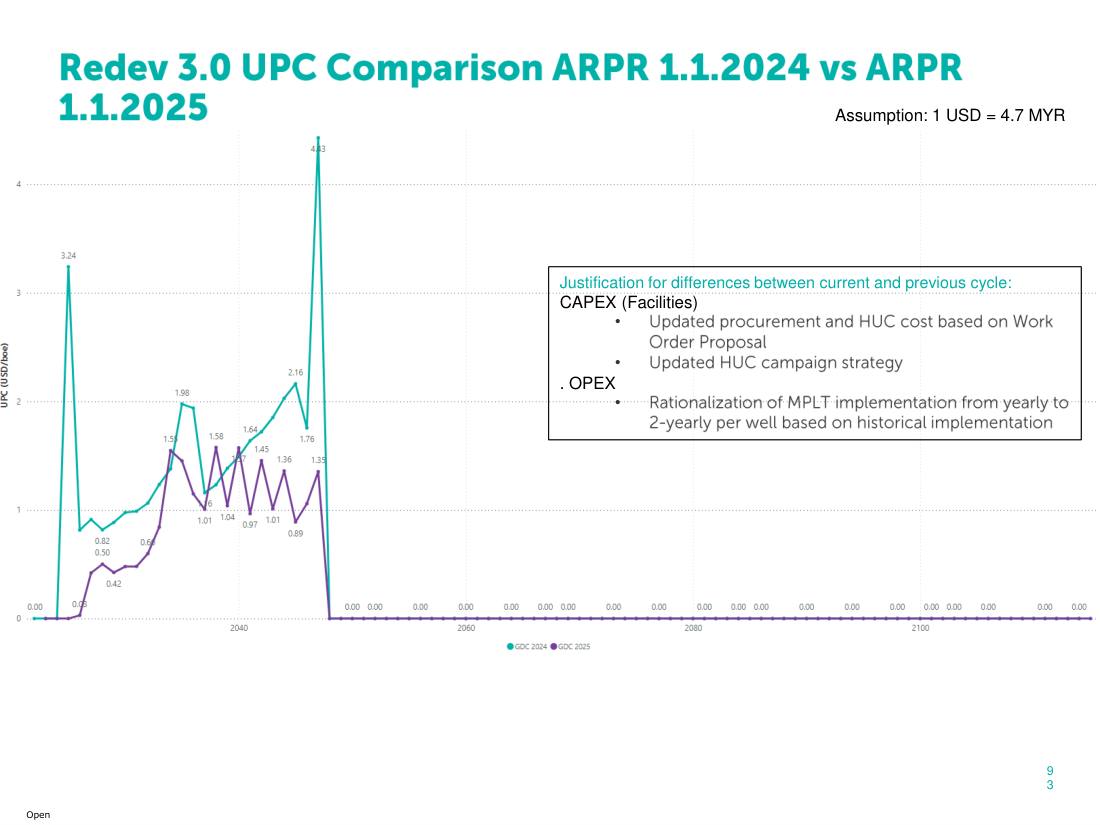 Redev 3.0 UPC Comparison ARPR 1.1.2024 vs ARPR
1.1.2025
Assumption: 1 USD = 4.7 MYR
UPC (USD/boe)
4
3
2
1
0
4.43
3.24
1.98
2.16
1.64
1.76
1.55
1.58
1.45
1.36
1.35
0.82
0.50
0.42
0.03
1.01
1.04
0.97
1.01
0.89
0.00
0.00 0.00 0.00 0.00 0.00 0.00 0.00 0.00 0.00 0.00 0.00 0.00 0.00 0.00 0.00 0.00 0.00 0.00 0.00
2040 2060 2080 2100
GDC 2024 GDC 2025
Justification for differences between current and previous cycle:
CAPEX (Facilities)
• Updated procurement and HUC cost based on Work
Order Proposal
• Updated HUC campaign strategy
. OPEX
• Rationalization of MPLT implementation from yearly to
2-yearly per well based on historical implementation
9
3
Open